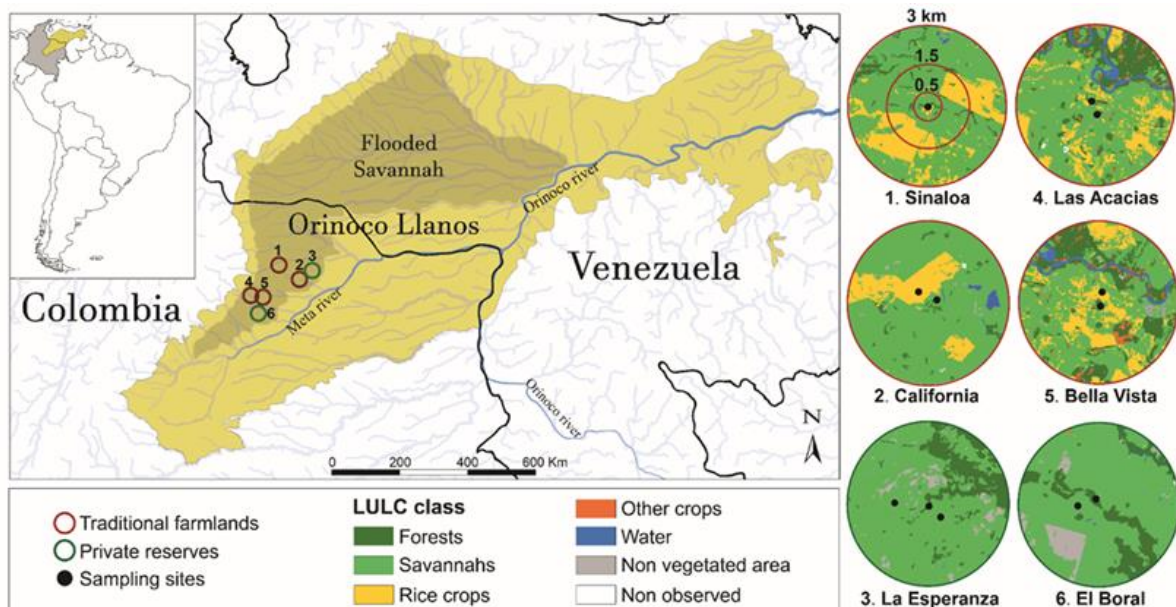 Flooded
Savannah
Orinoco Llanos
Orinoco river
Venezuela
Colombia
Meta river
Orinoco river
1
2
3
4
5
6
N
0 200 400 600 Km
3 km
1.5
0.5
1. Sinaloa
4. Las Acacias
2. California
5. Bella Vista
3. La Esperanza
6. El Boral
Traditional farmlands
Private reserves
Sampling sites
LULC class
Forests
Savannahs
Rice crops
Other crops
Water
Non vegetated area
Non observed